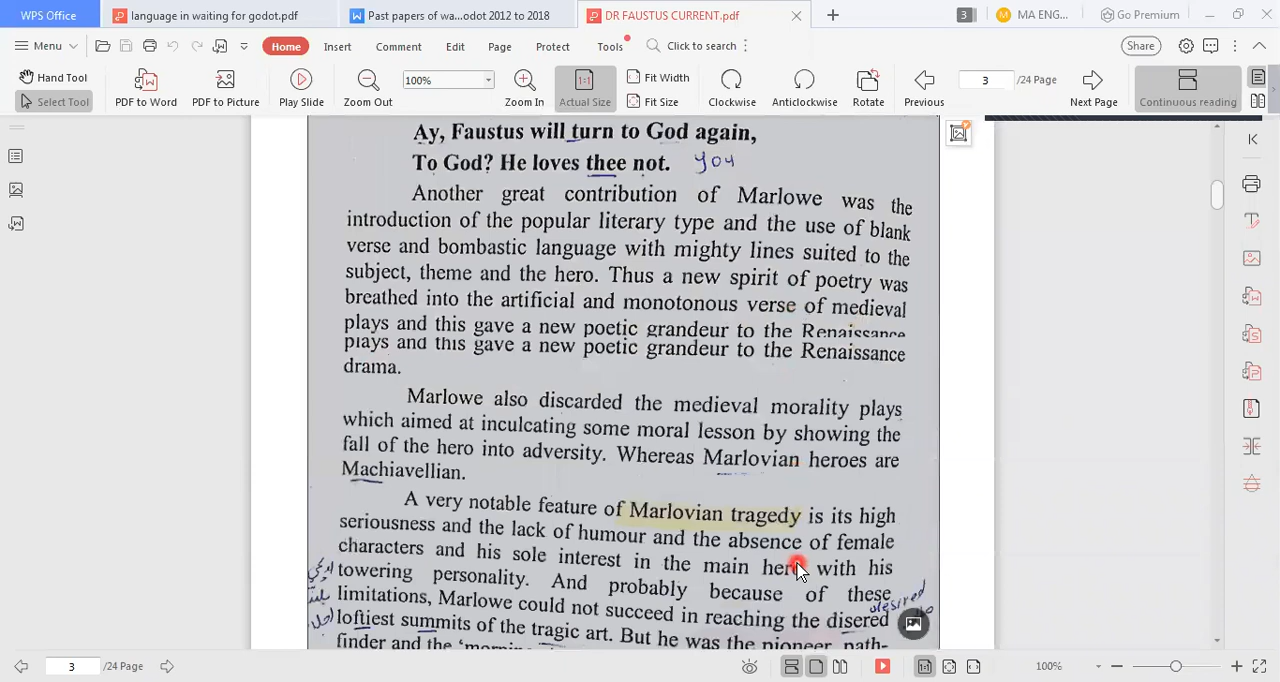 WPS Office
language in waiting for godot.pdf
Past papers of wa...odot 2012 to 2018
DR FAUSTUS CURRENT.pdf
3
MA ENG...
Go Premium
Menu
Home
Insert
Comment
Edit
Page
Protect
Tools
Click to search
Share
Hand Tool
Select Tool
PDF to Word
PDF to Picture
Play Slide
Zoom Out
100%
Zoom In
Actual Size
Fit Width
Fit Size
Clockwise
Anticlockwise
Rotate
Previous
3
/24 Page
Next Page
Continuous reading
Ay, Faustus will turn to God again,
To God? He loves thee not. you
Another great contribution of Marlowe was the
introduction of the popular literary type and the use of blank
verse and bombastic language with mighty lines suited to the
subject, theme and the hero. Thus a new spirit of poetry was
breathed into the artificial and monotonous verse of medieval
plays and this gave a new poetic grandeur to the Renaissance
plays and this gave a new poetic grandeur to the Renaissance
drama.
Marlowe also discarded the medieval morality plays
which aimed at inculcating some moral lesson by showing the
fall of the hero into adversity. Whereas Marlovian heroes are
Machiavellian.
A very notable feature of Marlovian tragedy is its high
seriousness and the lack of humour and the absence of female
characters and his sole interest in the main hero with his
towering personality. And probably because of these
limitations, Marlowe could not succeed in reaching the disered
desired
loftiest summits of the tragic art. But he was the pioneer, path-
finder and the 'morning
3
/24 Page
100%